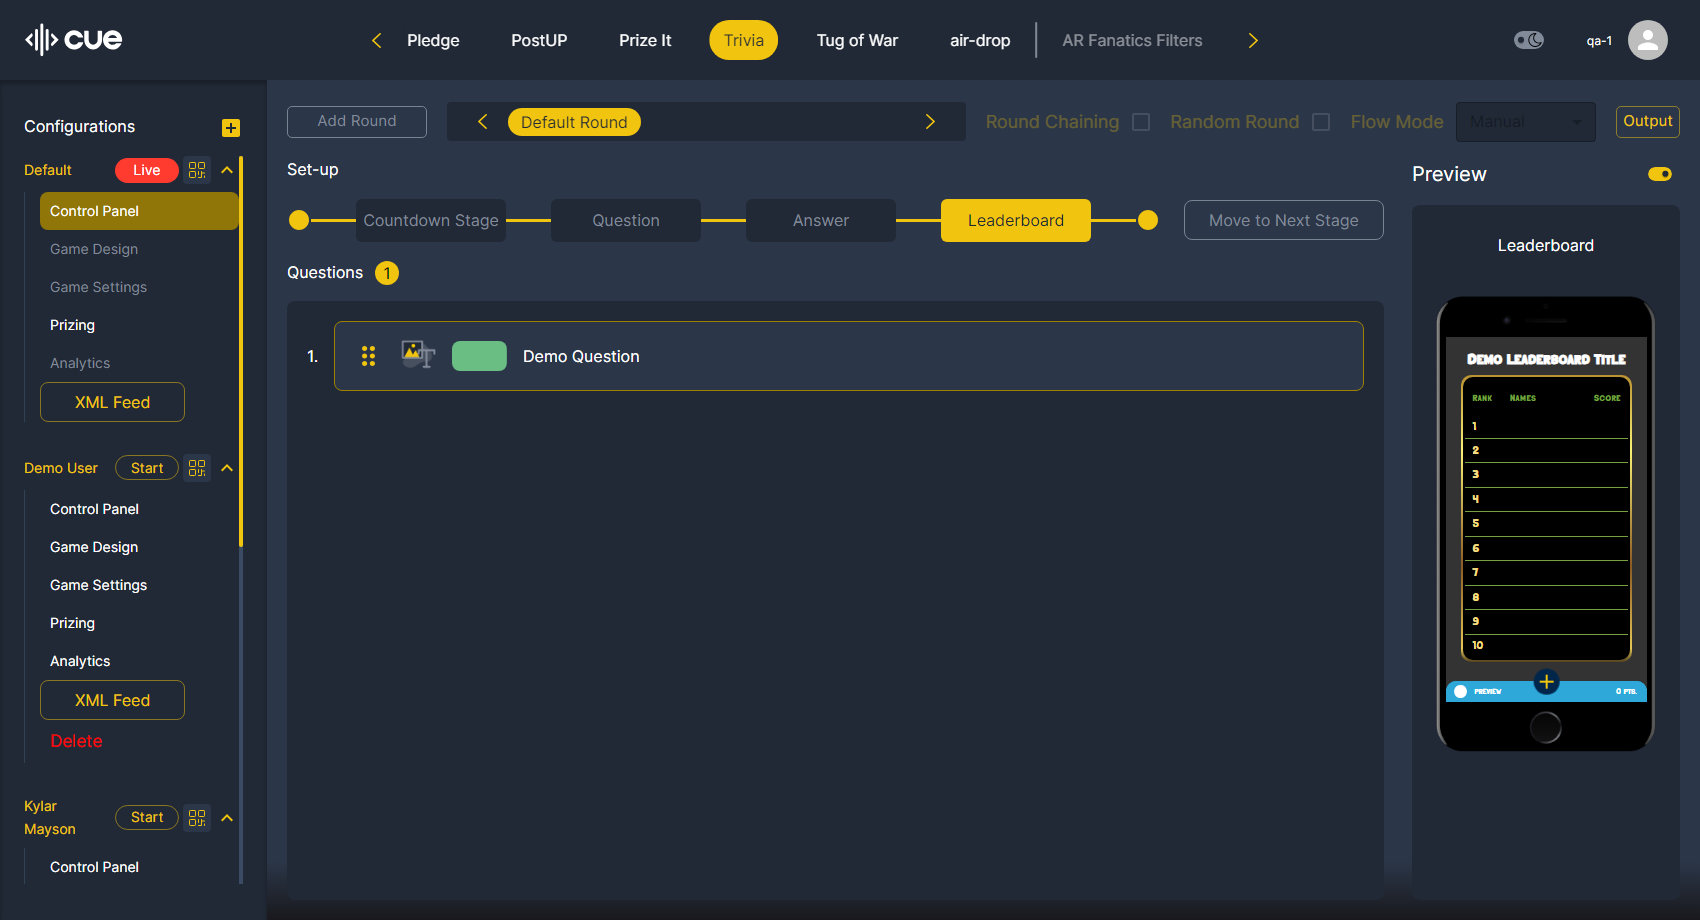 cue
Pledge PostUP Prize It Trivia Tug of War air-drop AR Fanatics Filters
qa-1
Configurations
Default Live
Control Panel
Game Design
Game Settings
Prizing
Analytics
XML Feed
Demo User Start
Control Panel
Game Design
Game Settings
Prizing
Analytics
XML Feed
Delete
Kylar
Mayson Start
Control Panel
Add Round Default Round Round Chaining Random Round Flow Mode Manual Output
Set-up
Countdown Stage Question Answer Leaderboard Move to Next Stage
Questions 1
1. Demo Question
Preview
Leaderboard
Demo Leaderboard Title
Rank Names Score
1
2
3
4
5
6
7
8
9
10
PREVIEW 0 PTS.